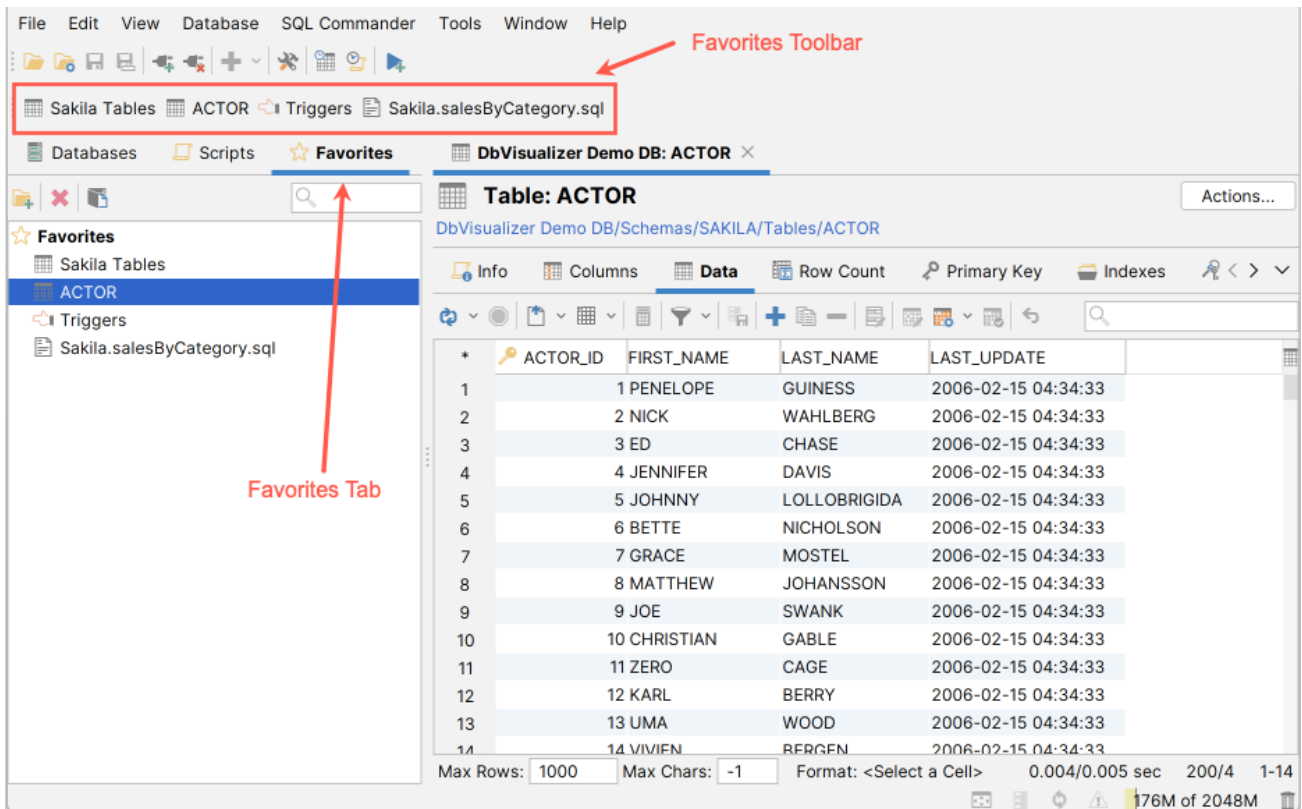 File Edit View Database SQL Commander Tools Window Help
Favorites Toolbar
Sakila Tables ACTOR Triggers Sakila.salesByCategory.sql
Databases Scripts Favorites DbVisualizer Demo DB: ACTOR
Table: ACTOR Actions...
DbVisualizer Demo DB/Schemas/SAKILA/Tables/ACTOR
Favorites
Sakila Tables
ACTOR
Triggers
Sakila.salesByCategory.sql
Favorites Tab
Info Columns Data Row Count Primary Key Indexes
* ACTOR_ID FIRST_NAME LAST_NAME LAST_UPDATE
1 1 PENELOPE GUINESS 2006-02-15 04:34:33
2 2 NICK WAHLBERG 2006-02-15 04:34:33
3 3 ED CHASE 2006-02-15 04:34:33
4 4 JENNIFER DAVIS 2006-02-15 04:34:33
5 5 JOHNNY LOLLOBRIGIDA 2006-02-15 04:34:33
6 6 BETTE NICHOLSON 2006-02-15 04:34:33
7 7 GRACE MOSTEL 2006-02-15 04:34:33
8 8 MATTHEW JOHANSSON 2006-02-15 04:34:33
9 9 JOE SWANK 2006-02-15 04:34:33
10 10 CHRISTIAN GABLE 2006-02-15 04:34:33
11 11 ZERO CAGE 2006-02-15 04:34:33
12 12 KARL BERRY 2006-02-15 04:34:33
13 13 UMA WOOD 2006-02-15 04:34:33
14 14 VIVIEN BERGEN 2006-02-15 04:34:33
Max Rows: 1000 Max Chars: -1 Format: <Select a Cell> 0.004/0.005 sec 200/4 1-14
176M of 2048M